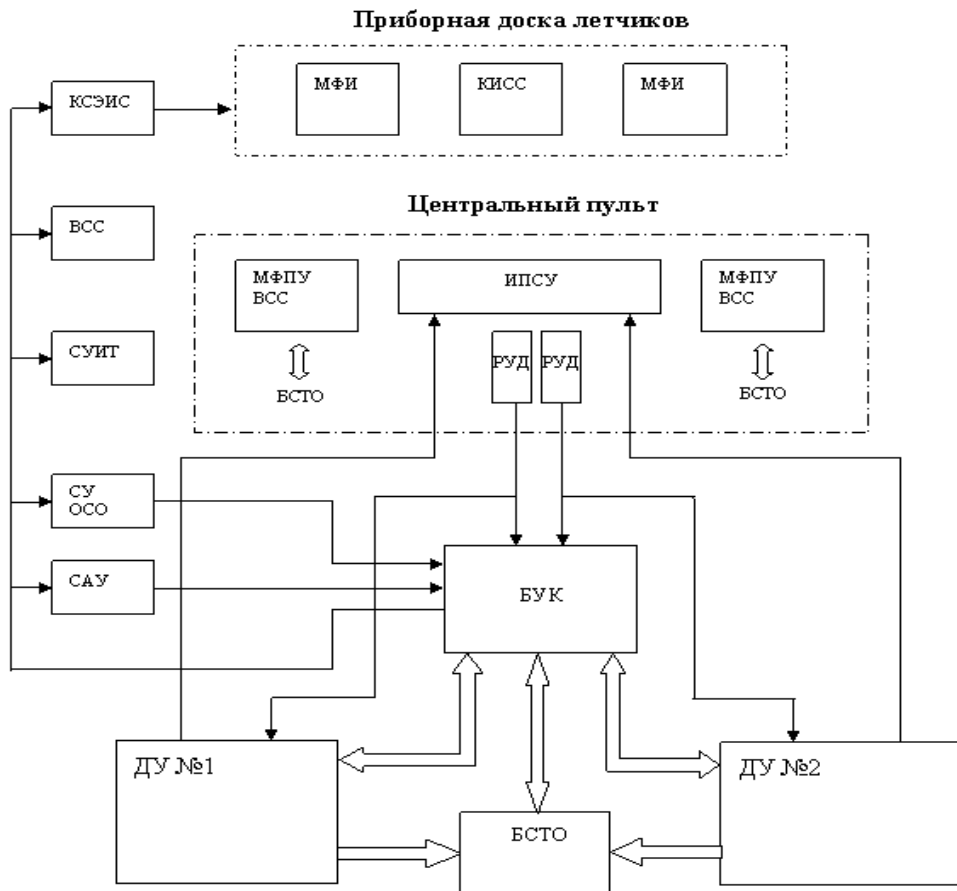 Приборная доска летчиков
МФИ
КИСС
МФИ
КСЭИС
ВСС
Центральный пульт
МФПУ
ВСС
ИПСУ
МФПУ
ВСС
СУИТ
РУД
РУД
БСТО
БСТО
СУ
ОСО
САУ
БУК
ДУ №1
ДУ №2
БСТО